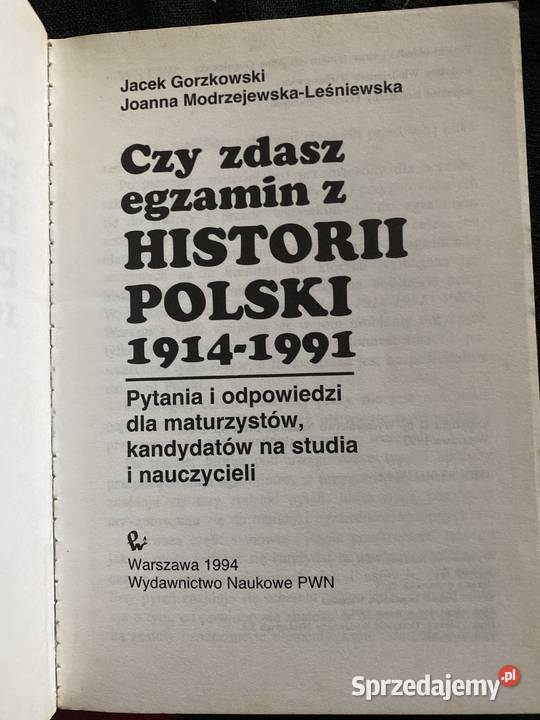 Jacek Gorzkowski
Joanna Modrzejewska-Leśniewska
Czy zdasz
egzamin z
HISTORII
POLSKI
1914-1991
Pytania i odpowiedzi
dla maturzystów,
kandydatów na studia
i nauczycieli
Warszawa 1994
Wydawnictwo Naukowe PWN
Sprzedajemy.pl